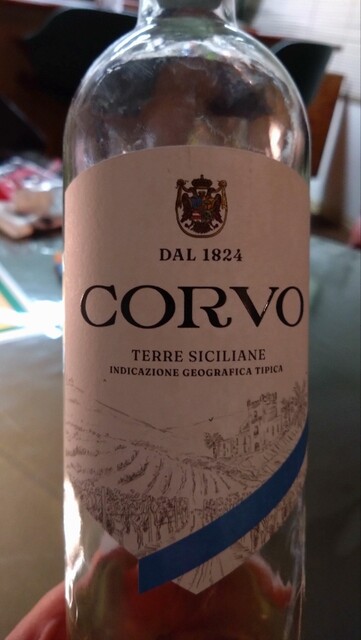 DAL 1824
CORVO
TERRE SICILIANE
INDICAZIONE GEOGRAFICA TIPICA